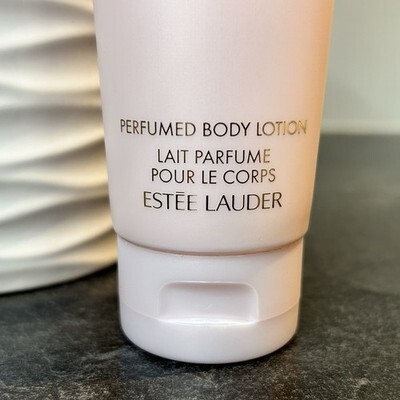 PERFUMED BODY LOTION
LAIT PARFUME
POUR LE CORPS
ESTĒE LAUDER